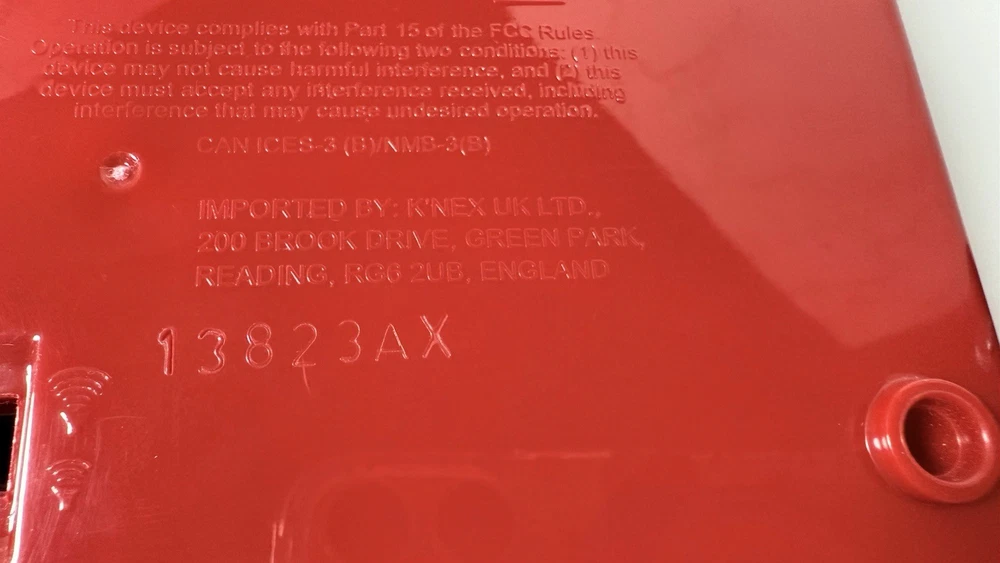 This device complies with Part 15 of the FCC Rules.
Operation is subject to the following two conditions: (1) this
device may not cause harmful interference, and (2) this
device must accept any interference received, including
interference that may cause undesired operation.
CAN ICES-3 (B)/NMB-3(B)
IMPORTED BY: K'NEX UK LTD.,
200 BROOK DRIVE, GREEN PARK,
READING, RG6 2UB, ENGLAND
13823AX